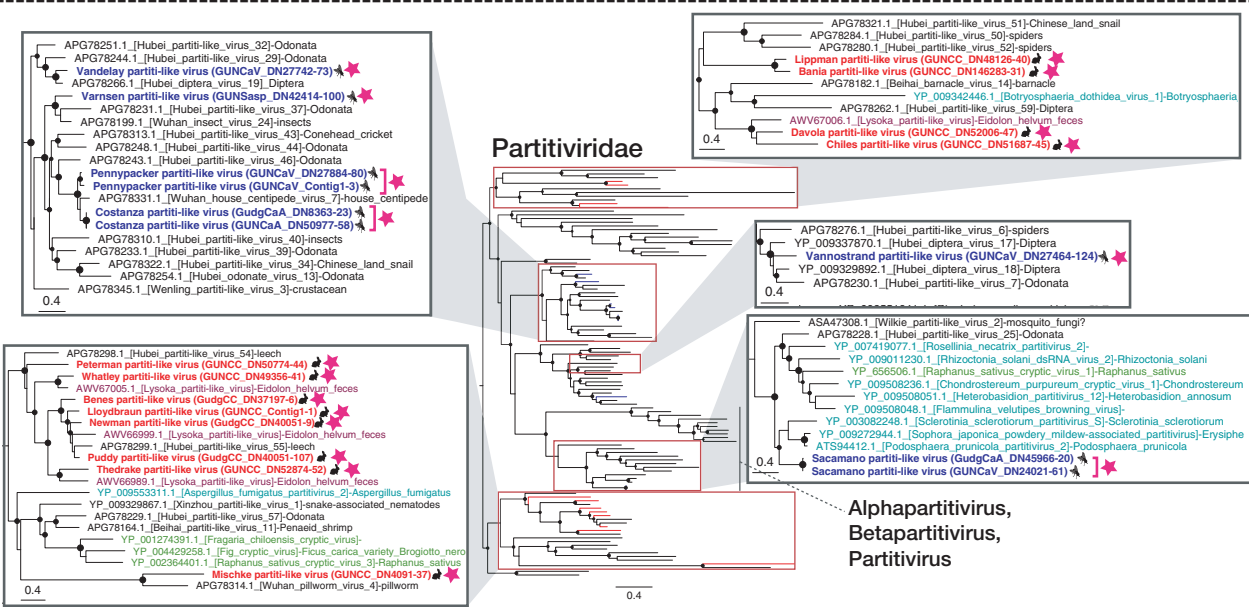 APG78251.1_[Hubei_partiti-like_virus_32]-Odonata
APG78244.1_[Hubei_partiti-like_virus_29]-Odonata
Vandelay partiti-like virus (GUNCaV_DN27742-73)
APG78266.1_[Hubei_diptera_virus_19]_Diptera
Varnsen partiti-like virus (GUNSasp_DN42414-100)
APG78231.1_[Hubei_partiti-like_virus_37]-Odonata
APG78199.1_[Wuhan_insect_virus_24]-insects
APG78313.1_[Hubei_partiti-like_virus_43]-Conehead_cricket
APG78248.1_[Hubei_partiti-like_virus_44]-Odonata
APG78243.1_[Hubei_partiti-like_virus_46]-Odonata
Pennypacker partiti-like virus (GUNCaV_DN27884-80)
Pennypacker partiti-like virus (GUNCaV_Contig1-3)
APG78331.1_[Wuhan_house_centipede_virus_7]-house_centipede
Costanza partiti-like virus (GudgCaA_DN8363-23)
Costanza partiti-like virus (GUNCaA_DN50977-58)
APG78310.1_[Hubei_partiti-like_virus_40]-insects
APG78233.1_[Hubei_partiti-like_virus_39]-Odonata
APG78322.1_[Hubei_partiti-like_virus_34]-Chinese_land_snail
APG78254.1_[Hubei_odonate_virus_13]-Odonata
APG78345.1_[Wenling_partiti-like_virus_3]-crustacean
0.4
APG78321.1_[Hubei_partiti-like_virus_51]-Chinese_land_snail
APG78284.1_[Hubei_partiti-like_virus_50]-spiders
APG78280.1_[Hubei_partiti-like_virus_52]-spiders
Lippman partiti-like virus (GUNCC_DN48126-40)
Bania partiti-like virus (GUNCC_DN146283-31)
APG78182.1_[Beihai_barnacle_virus_14]-barnacle
YP_009342446.1_[Botryosphaeria_dothidea_virus_1]-Botryosphaeria
APG78262.1_[Hubei_partiti-like_virus_59]-Diptera
AWV67006.1_[Lysoka_partiti-like_virus]-Eidolon_helvum_feces
Davola partiti-like virus (GUNCC_DN52006-47)
Chiles partiti-like virus (GUNCC_DN51687-45)
0.4
Partitiviridae
APG78276.1_[Hubei_partiti-like_virus_6]-spiders
YP_009337870.1_[Hubei_diptera_virus_17]-Diptera
Vannostrand partiti-like virus (GUNCaV_DN27464-124)
YP_009329892.1_[Hubei_diptera_virus_18]-Diptera
APG78230.1_[Hubei_partiti-like_virus_7]-Odonata
0.4
ASA47308.1_[Wilkie_partiti-like_virus_2]-mosquito_fungi?
APG78228.1_[Hubei_partiti-like_virus_25]-Odonata
YP_007419077.1_[Rosellinia_necatrix_partitivirus_2]-
YP_009011230.1_[Rhizoctonia_solani_dsRNA_virus_2]-Rhizoctonia_solani
YP_656506.1_[Raphanus_sativus_cryptic_virus_1]-Raphanus_sativus
YP_009508236.1_[Chondrostereum_purpureum_cryptic_virus_1]-Chondrostereum
YP_009508051.1_[Heterobasidion_partitivirus_12]-Heterobasidion_annosum
YP_009508048.1_[Flammulina_velutipes_browning_virus]-
YP_003082248.1_[Sclerotinia_sclerotiorum_partitivirus_S]-Sclerotinia_sclerotiorum
YP_009272944.1_[Sophora_japonica_powdery_mildew-associated_partitivirus]-Erysiphe
ATS94412.1_[Podosphaera_prunicola_partitivirus_2]-Podosphaera_prunicola
Sacamano partiti-like virus (GudgCaA_DN45966-20)
Sacamano partiti-like virus (GUNCaV_DN24021-61)
0.4
APG78298.1_[Hubei_partiti-like_virus_54]-leech
Peterman partiti-like virus (GUNCC_DN50774-44)
Whatley partiti-like virus (GUNCC_DN49356-41)
AWV67005.1_[Lysoka_partiti-like_virus]-Eidolon_helvum_feces
Benes partiti-like virus (GudgCC_DN37197-6)
Lloydbraun partiti-like virus (GUNCC_Contig1-1)
Newman partiti-like virus (GudgCC_DN40051-9)
AWV66999.1_[Lysoka_partiti-like_virus]-Eidolon_helvum_feces
APG78299.1_[Hubei_partiti-like_virus_55]-leech
Puddy partiti-like virus (GudgCC_DN40051-107)
Thedrake partiti-like virus (GUNCC_DN52874-52)
AWV66989.1_[Lysoka_partiti-like_virus]-Eidolon_helvum_feces
YP_009553311.1_[Aspergillus_fumigatus_partitivirus_2]-Aspergillus_fumigatus
YP_009329867.1_[Xinzhou_partiti-like_virus_1]-snake-associated_nematodes
APG78229.1_[Hubei_partiti-like_virus_57]-Odonata
APG78164.1_[Beihai_partiti-like_virus_11]-Penaeid_shrimp
YP_001274391.1_[Fragaria_chiloensis_cryptic_virus]-
YP_004429258.1_[Fig_cryptic_virus]-Ficus_carica_variety_Brogiotto_nero
YP_002364401.1_[Raphanus_sativus_cryptic_virus_3]-Raphanus_sativus
Mischke partiti-like virus (GUNCC_DN4091-37)
APG78314.1_[Wuhan_pillworm_virus_4]-pillworm
0.4
Alphapartitivirus,
Betapartitivirus,
Partitivirus
0.4